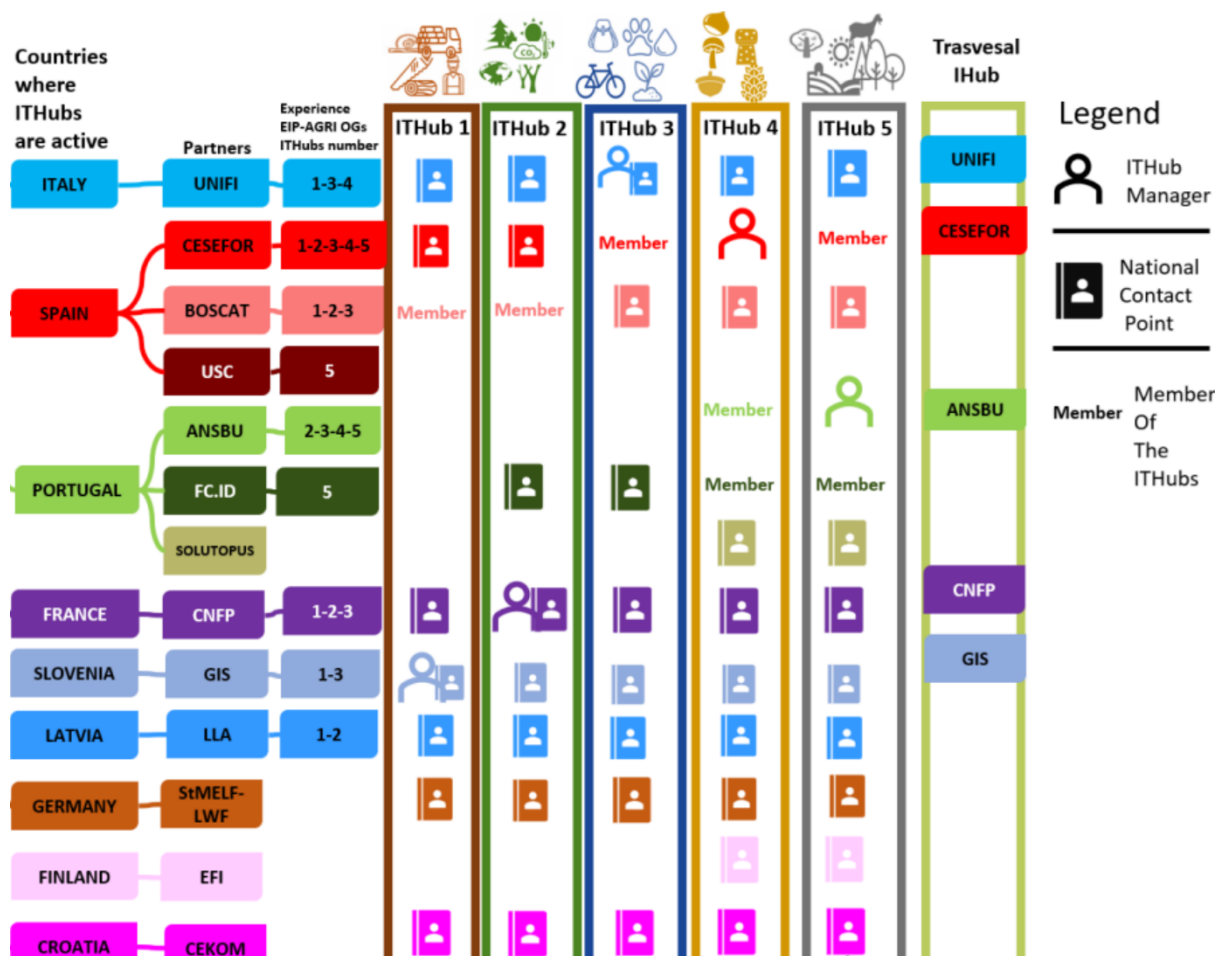 Countries
where
ITHubs
are active
Partners
Experience
EIP-AGRI OGs
ITHubs number
CO₂
ITHub 1
ITHub 2
ITHub 3
ITHub 4
ITHub 5
Trasvesal
IHub
Legend
ITHub
Manager
National
Contact
Point
Member
Member
Of
The
ITHubs
ITALY
UNIFI
1-3-4
UNIFI
SPAIN
CESEFOR
1-2-3-4-5
Member
Member
CESEFOR
BOSCAT
1-2-3
Member
Member
USC
5
PORTUGAL
ANSBU
2-3-4-5
Member
ANSBU
FC.ID
5
Member
Member
SOLUTOPUS
FRANCE
CNFP
1-2-3
CNFP
SLOVENIA
GIS
1-3
GIS
LATVIA
LLA
1-2
GERMANY
StMELF-
LWF
FINLAND
EFI
CROATIA
CEKOM